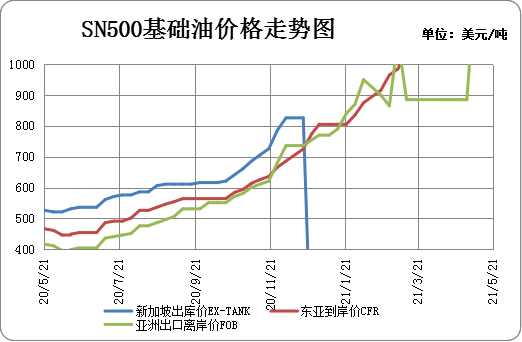 SN500基础油价格走势图
单位：美元/吨
1000
900
800
700
600
500
400
20/5/21
20/7/21
20/9/21
20/11/21
21/1/21
21/3/21
21/5/21
新加坡出库价EX-TANK
东亚到岸价CFR
亚洲出口离岸价FOB